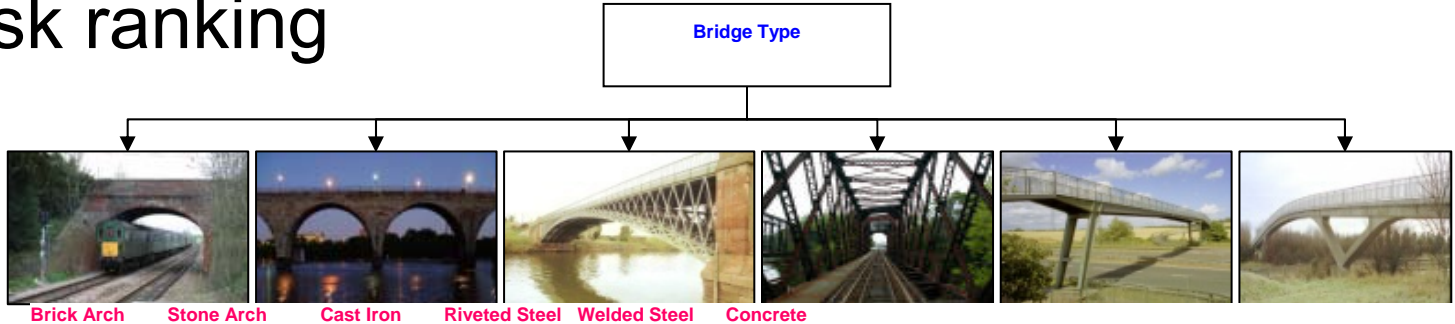 sk ranking
Bridge Type
Brick Arch Stone Arch Cast Iron Riveted Steel Welded Steel Concrete